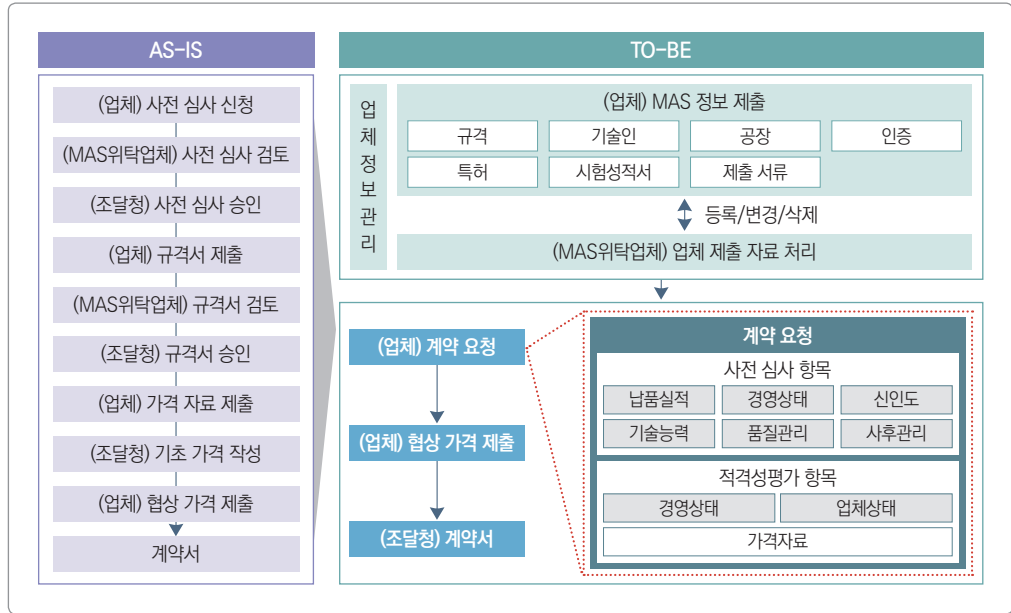 AS-IS
(업체) 사전 심사 신청
(MAS위탁업체) 사전 심사 검토
(조달청) 사전 심사 승인
(업체) 규격서 제출
(MAS위탁업체) 규격서 검토
(조달청) 규격서 승인
(업체) 가격 자료 제출
(조달청) 기초 가격 작성
(업체) 협상 가격 제출
계약서
TO-BE
업
체
정
보
관
리
(업체) MAS 정보 제출
규격 기술인 공장 인증
특허 시험성적서 제출 서류
등록/변경/삭제
(MAS위탁업체) 업체 제출 자료 처리
(업체) 계약 요청
(업체) 협상 가격 제출
(조달청) 계약서
계약 요청
사전 심사 항목
납품실적 경영상태 신인도
기술능력 품질관리 사후관리
적격성평가 항목
경영상태 업체상태
가격자료